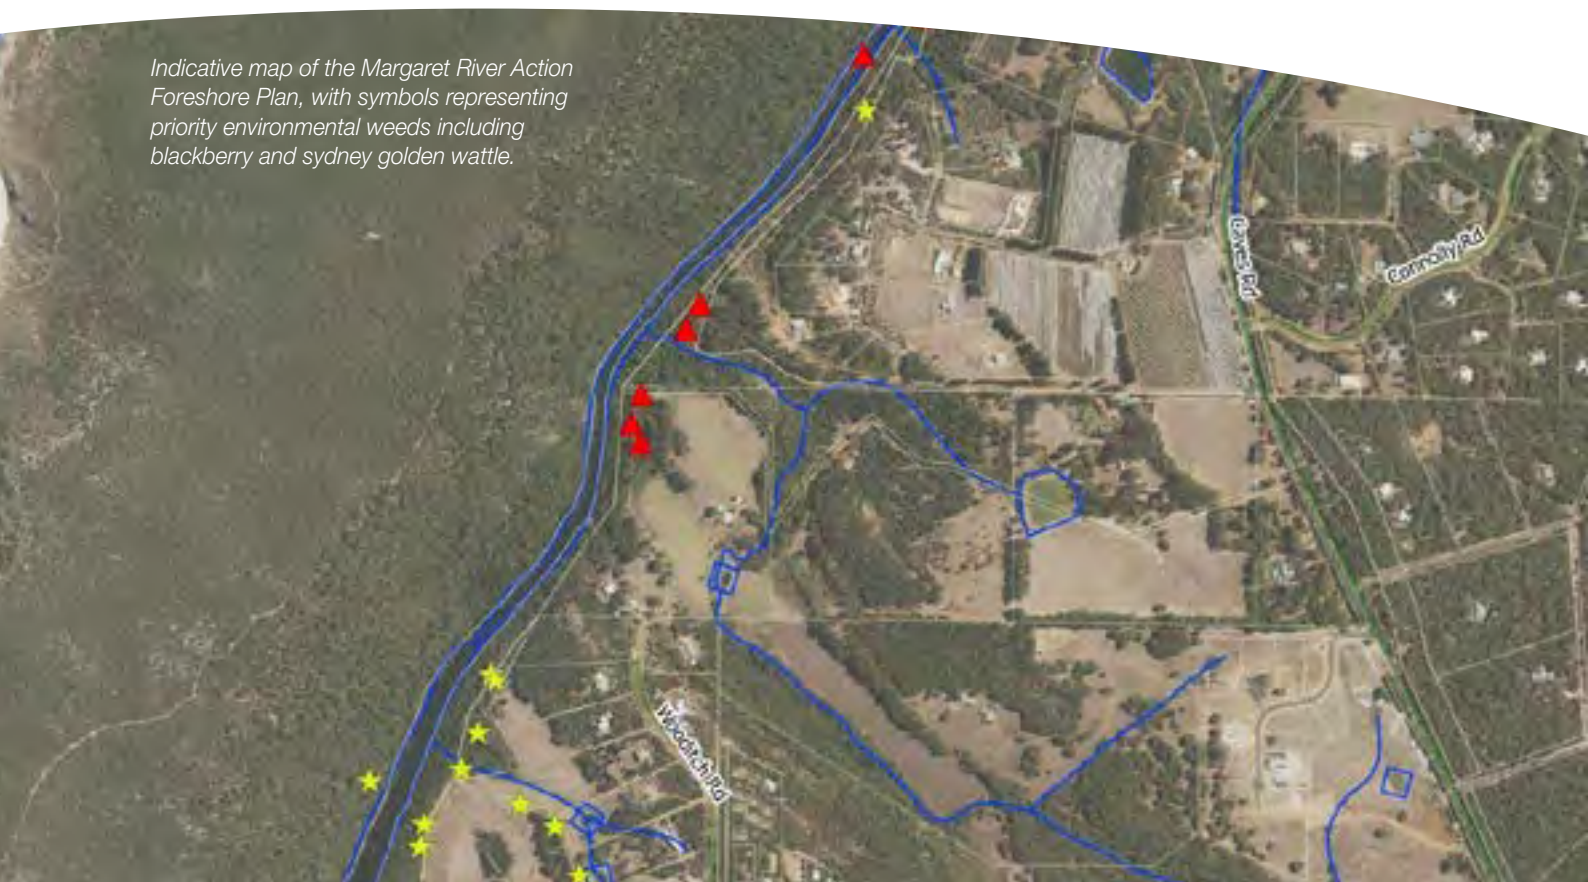 Indicative map of the Margaret River Action
Foreshore Plan, with symbols representing
priority environmental weeds including
blackberry and sydney golden wattle.
Caves Rd
Connolly Rd
Wooditch Rd